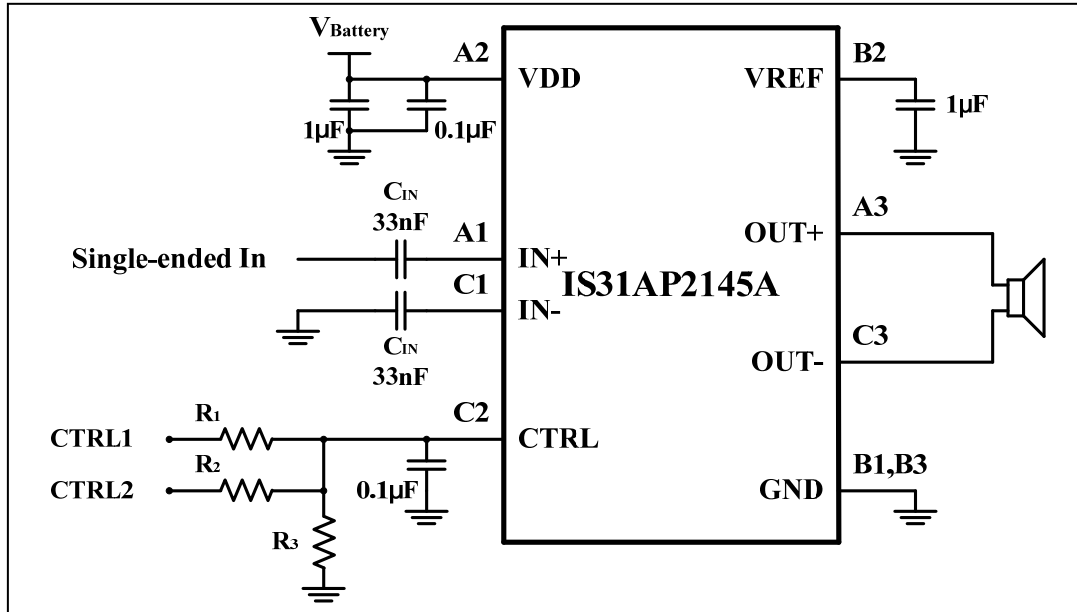 VBattery
A2
VDD
1µF
0.1µF
B2
VREF
1µF
CIN
33nF
A1
Single-ended In
IN+
C1
IN-
CIN
33nF
IS31AP2145A
A3
OUT+
C3
OUT-
C2
CTRL
R1
CTRL1
R2
CTRL2
0.1µF
R3
B1,B3
GND